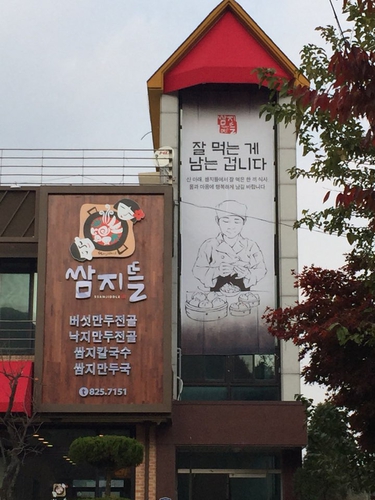 잘 먹는 게
남는 겁니다
쌈지뜰
SSAMJIDDLE
버섯만두전골
낙지만두전골
쌈지칼국수
쌈지만두국
825.7151